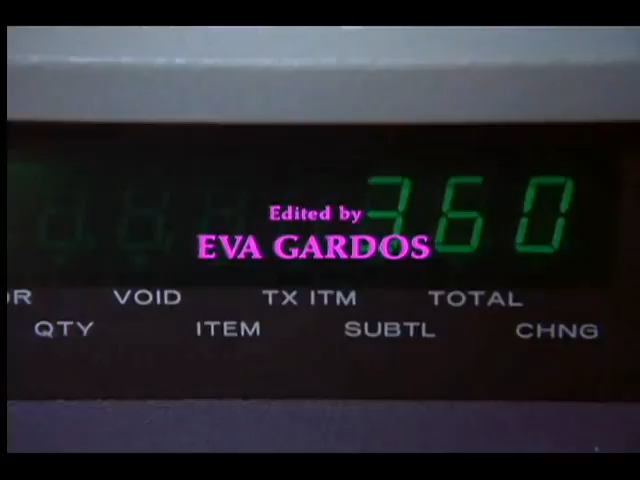 Edited by
360
EVA GARDOS
VOID TX ITM TOTAL
QTY ITEM SUBTL CHNG